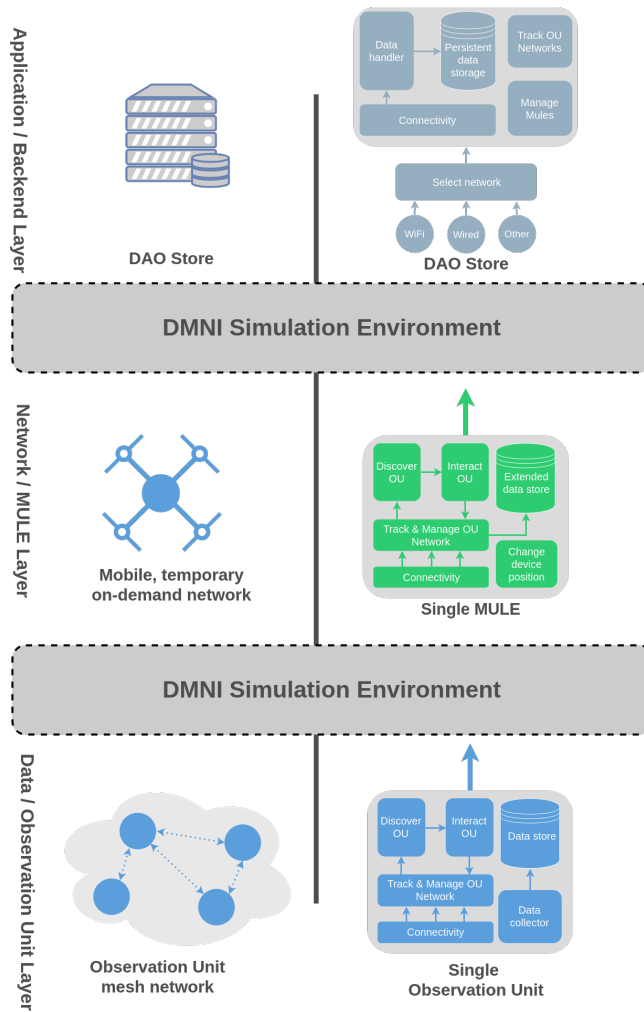 Application / Backend Layer
Data
handler
Persistent
data
storage
Track OU
Networks
Connectivity
Manage
Mules
Select network
WiFi
Wired
Other
DAO Store
DAO Store
DMNI Simulation Environment
Network / MULE Layer
Discover
OU
Interact
OU
Extended
data store
Track & Manage OU
Network
Connectivity
Change
device
position
Mobile, temporary
on-demand network
Single MULE
DMNI Simulation Environment
Data / Observation Unit Layer
Discover
OU
Interact
OU
Data store
Track & Manage OU
Network
Connectivity
Data
collector
Observation Unit
mesh network
Single
Observation Unit